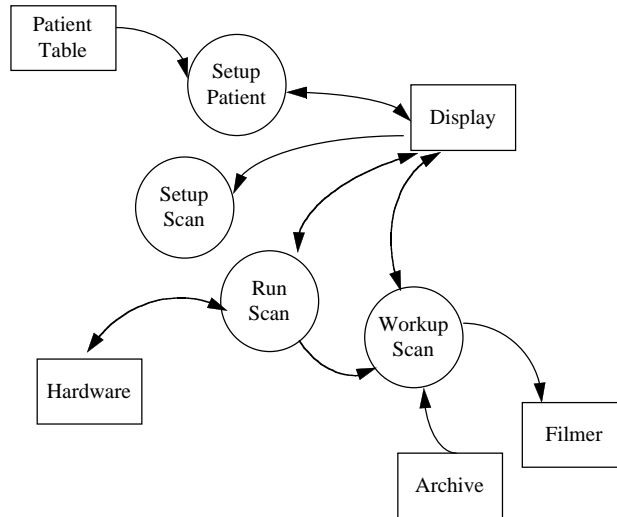 Patient
Table
Setup
Patient
Display
Setup
Scan
Run
Scan
Workup
Scan
Hardware
Filmer
Archive